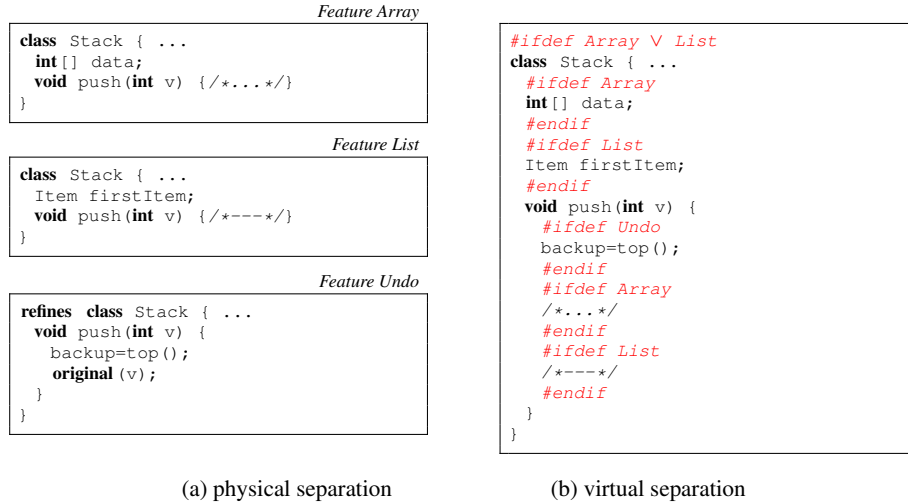 Feature Array
class Stack { ...
int[] data;
void push(int v) {/*...*/}
}
Feature List
class Stack { ...
Item firstItem;
void push(int v) {/*---*/}
}
Feature Undo
refines class Stack { ...
void push(int v) {
backup=top();
original(v);
}
}
(a) physical separation
#ifdef Array ∨ List
class Stack { ...
#ifdef Array
int[] data;
#endif
#ifdef List
Item firstItem;
#endif
void push(int v) {
#ifdef Undo
backup=top();
#endif
#ifdef Array
/*...*/
#endif
#ifdef List
/*---*/
#endif
}
}
(b) virtual separation